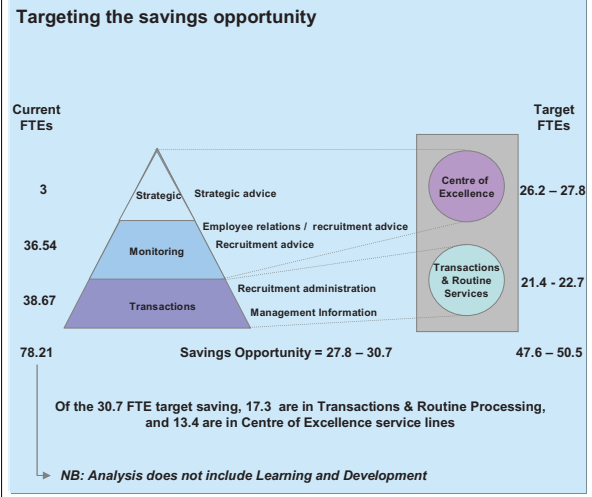 Targeting the savings opportunity
Current
FTEs
Target
FTEs
3
Strategic
Strategic advice
Centre of
Excellence
26.2 – 27.8
Employee relations / recruitment advice
36.54
Monitoring
Recruitment advice
Transactions
& Routine
Services
21.4 - 22.7
Recruitment administration
38.67
Transactions
Management Information
78.21
Savings Opportunity = 27.8 – 30.7
47.6 – 50.5
Of the 30.7 FTE target saving, 17.3 are in Transactions & Routine Processing,
and 13.4 are in Centre of Excellence service lines
NB: Analysis does not include Learning and Development